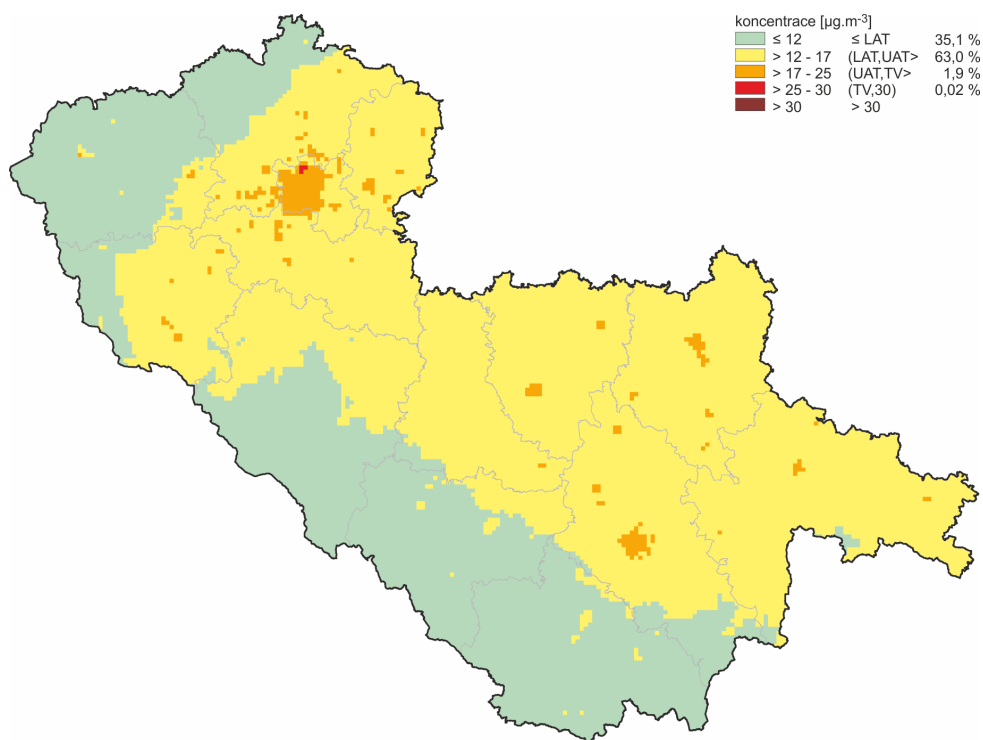 koncentrace [µg.m⁻³]
≤ 12 ≤ LAT 35,1 %
> 12 - 17 (LAT,UAT> 63,0 %
> 17 - 25 (UAT,TV> 1,9 %
> 25 - 30 (TV,30) 0,02 %
> 30 > 30